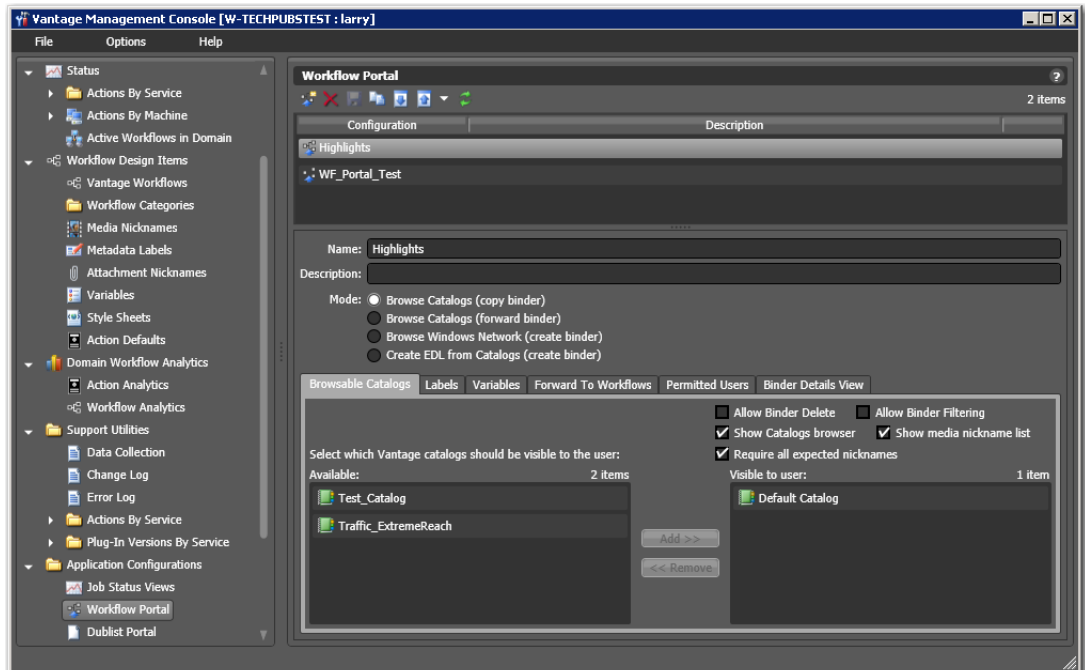 Vantage Management Console [W-TECHPUBSTEST : larry]
File Options Help
Status
Actions By Service
Actions By Machine
Active Workflows in Domain
Workflow Design Items
Vantage Workflows
Workflow Categories
Media Nicknames
Metadata Labels
Attachment Nicknames
Variables
Style Sheets
Action Defaults
Domain Workflow Analytics
Action Analytics
Workflow Analytics
Support Utilities
Data Collection
Change Log
Error Log
Actions By Service
Plug-In Versions By Service
Application Configurations
Job Status Views
Workflow Portal
Dublist Portal
Workflow Portal ?
2 items
Configuration Description
Highlights
WF_Portal_Test
Name: Highlights
Description:
Mode: Browse Catalogs (copy binder)
Browse Catalogs (forward binder)
Browse Windows Network (create binder)
Create EDL from Catalogs (create binder)
Browsable Catalogs Labels Variables Forward To Workflows Permitted Users Binder Details View
Allow Binder Delete Allow Binder Filtering
Show Catalogs browser Show media nickname list
Select which Vantage catalogs should be visible to the user: Require all expected nicknames
Available: 2 items Visible to user: 1 item
Test_Catalog Default Catalog
Traffic_ExtremeReach
Add >>
<< Remove